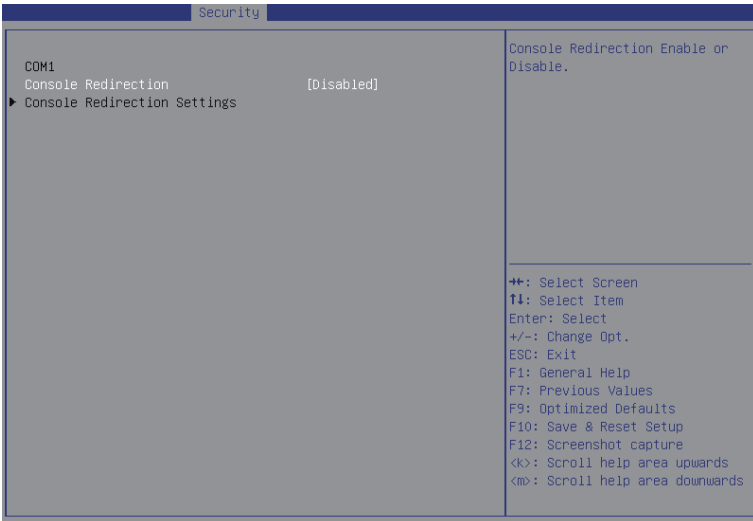 Security
COM1
Console Redirection [Disabled]
Console Redirection Settings
Console Redirection Enable or
Disable.
→←: Select Screen
↑↓: Select Item
Enter: Select
+/-: Change Opt.
ESC: Exit
F1: General Help
F7: Previous Values
F9: Optimized Defaults
F10: Save & Reset Setup
F12: Screenshot capture
<k>: Scroll help area upwards
<m>: Scroll help area downwards